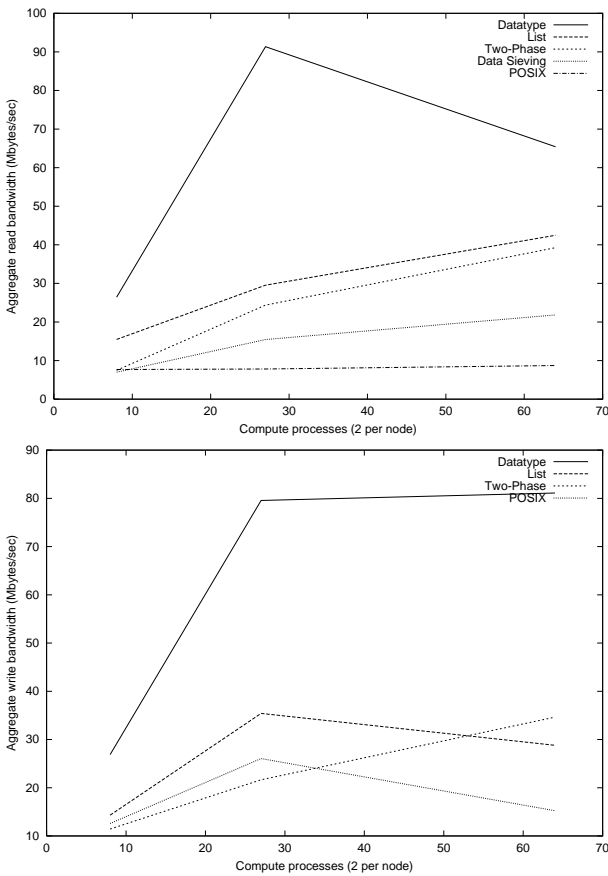 100
90
80
70
60
50
40
30
20
10
0
Aggregate read bandwidth (Mbytes/sec)
Datatype
List
Two-Phase
Data Sieving
POSIX
0 10 20 30 40 50 60 70
Compute processes (2 per node)
90
80
70
60
50
40
30
20
10
Aggregate write bandwidth (Mbytes/sec)
Datatype
List
Two-Phase
POSIX
0 10 20 30 40 50 60 70
Compute processes (2 per node)